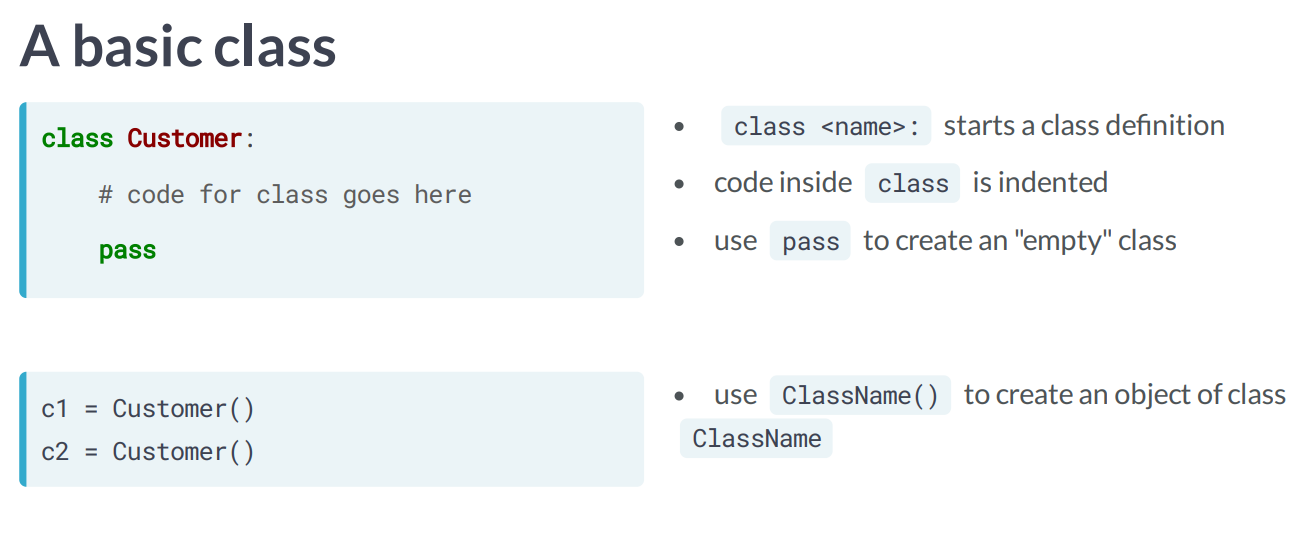 A basic class
class Customer:
# code for class goes here
pass
• class <name>: starts a class definition
• code inside class is indented
• use pass to create an "empty" class
c1 = Customer()
c2 = Customer()
• use ClassName() to create an object of class
ClassName